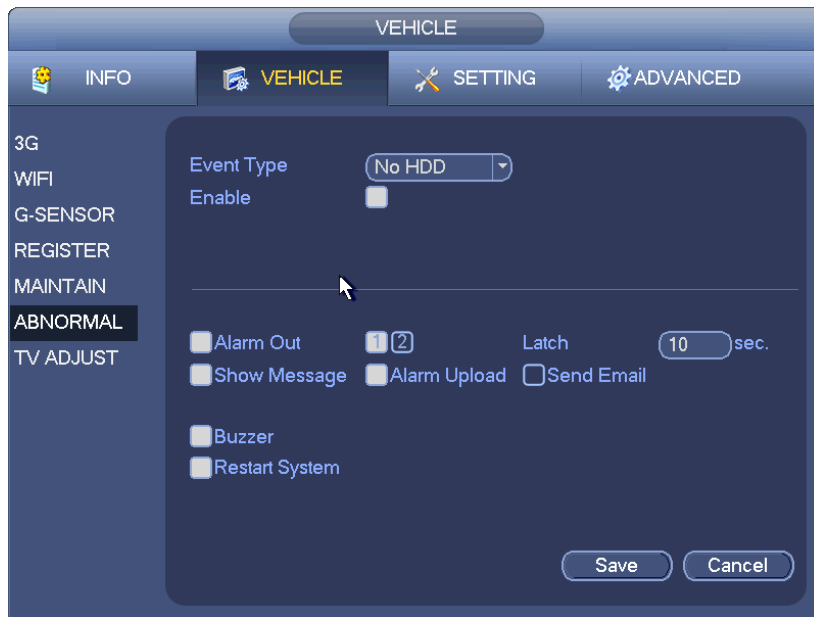 VEHICLE
INFO VEHICLE SETTING ADVANCED
3G
WIFI
G-SENSOR
REGISTER
MAINTAIN
ABNORMAL
TV ADJUST
Event Type No HDD
Enable
Alarm Out 1 2 Latch 10 sec.
Show Message Alarm Upload Send Email
Buzzer
Restart System
Save Cancel